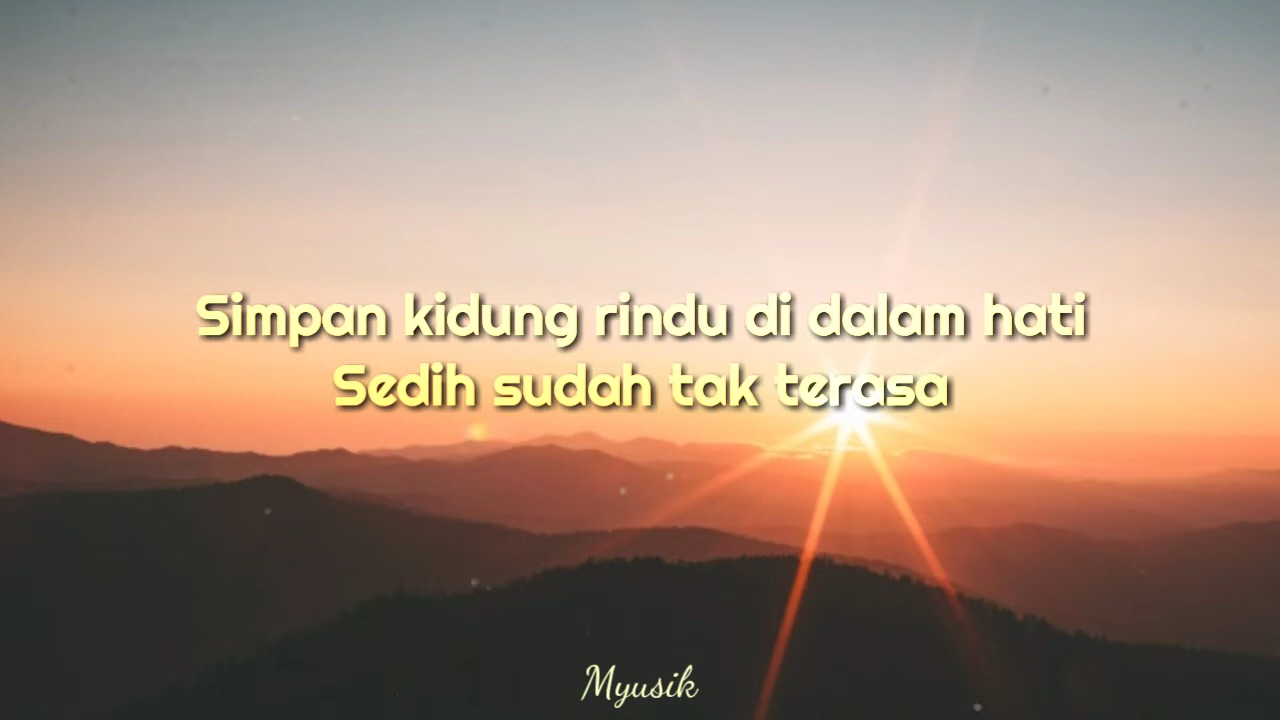 Simpan kidung rindu di dalam hati
Sedih sudah tak terasa
Myusik